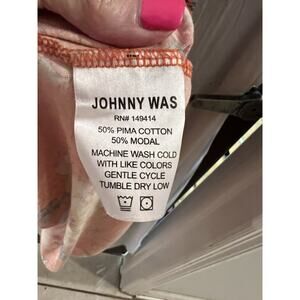 JOHNNY WAS
RN# 149414
50% PIMA COTTON
50% MODAL
MACHINE WASH COLD
WITH LIKE COLORS
GENTLE CYCLE
TUMBLE DRY LOW